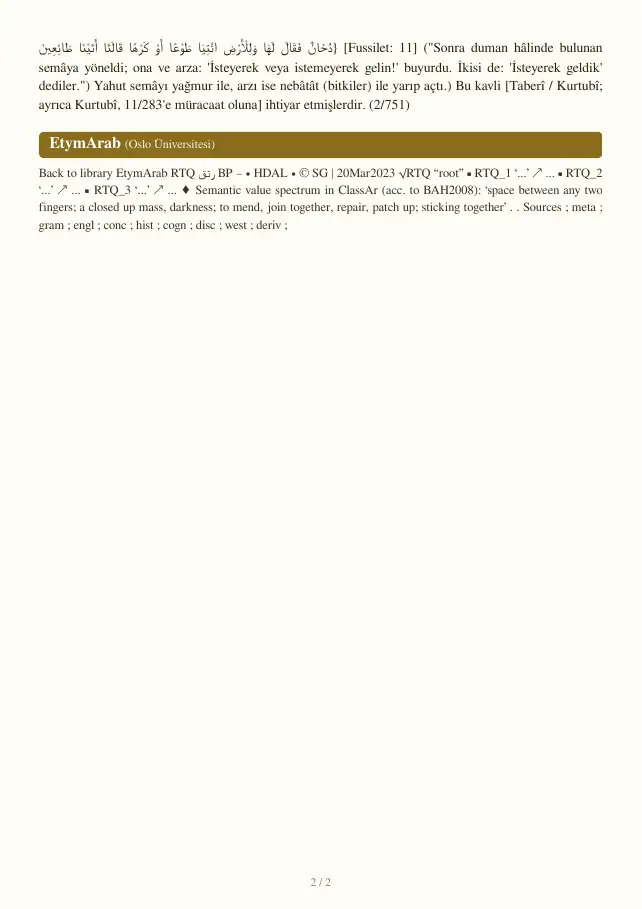 دُخَانٌ فَقَالَ لَهَا وَلِلْأَرْضِ ائْتِيَا طَوْعًا أَوْ كَرْهًا قَالَتَا أَتَيْنَا طَائِعِينَ} [Fussilet: 11] ("Sonra duman hâlinde bulunan
semâya yöneldi; ona ve arza: 'İsteyerek veya istemeyerek gelin!' buyurdu. İkisi de: 'İsteyerek geldik'
dediler.") Yahut semâyı yağmur ile, arzı ise nebâtât (bitkiler) ile yarıp açtı.) Bu kavli [Taberî / Kurtubî;
ayrıca Kurtubî, 11/283'e müracaat oluna] ihtiyar etmişlerdir. (2/751)
EtymArab (Oslo Üniversitesi)
Back to library EtymArab RTQ رتق BP – • HDAL • © SG | 20Mar2023 √RTQ “root” ▪ RTQ_1 ‘...’ ↗ ... ▪ RTQ_2
‘...’ ↗ ... ▪ RTQ_3 ‘...’ ↗ ... ♦ Semantic value spectrum in ClassAr (acc. to BAH2008): ‘space between any two
fingers; a closed up mass, darkness; to mend, join together, repair, patch up; sticking together’ . . Sources ; meta ;
gram ; engl ; conc ; hist ; cogn ; disc ; west ; deriv ;
2 / 2